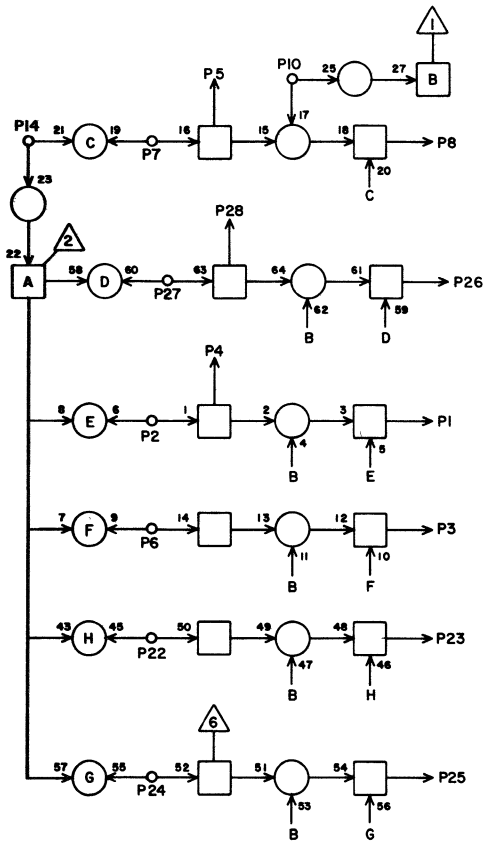 1
P5 P10 25 27 B
P14 21 C 19 P7 16 15 17 18 P8
20
C
23
P28
22 2
A 58 D 60 P27 63 64 61 P26
62 59
B D
P4
8 E 6 P2 1 2 3 P1
4 5
B E
7 F 9 P6 14 13 12 P3
11 10
B F
43 H 45 P22 50 49 48 P23
47 46
B H
6
57 G 55 P24 52 51 54 P25
53 56
B G